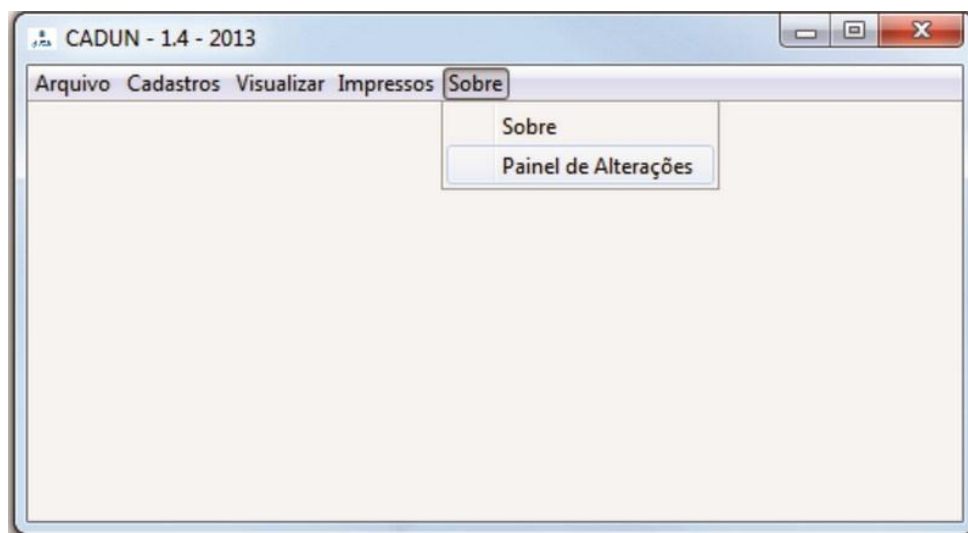 CADUN - 1.4 - 2013
Arquivo Cadastros Visualizar Impressos Sobre
Sobre
Painel de Alterações